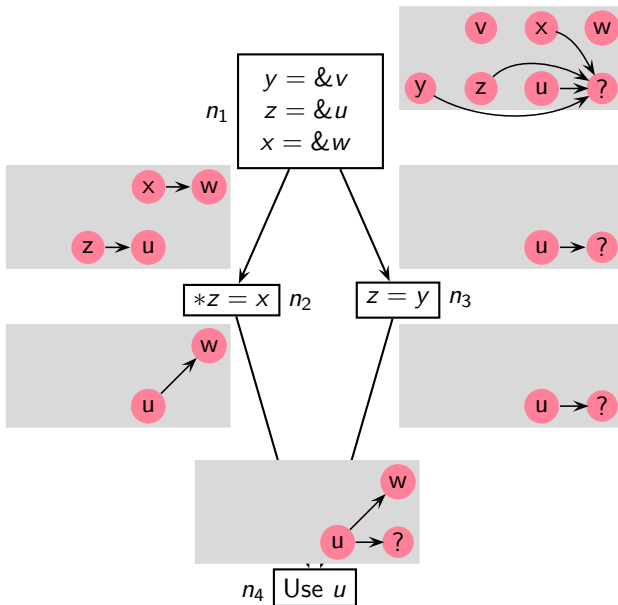 v x w
y z u ?
n1
y = &v
z = &u
x = &w
x w
z u
u ?
*z = x n2
z = y n3
w
u
u ?
w
u ?
n4 Use u